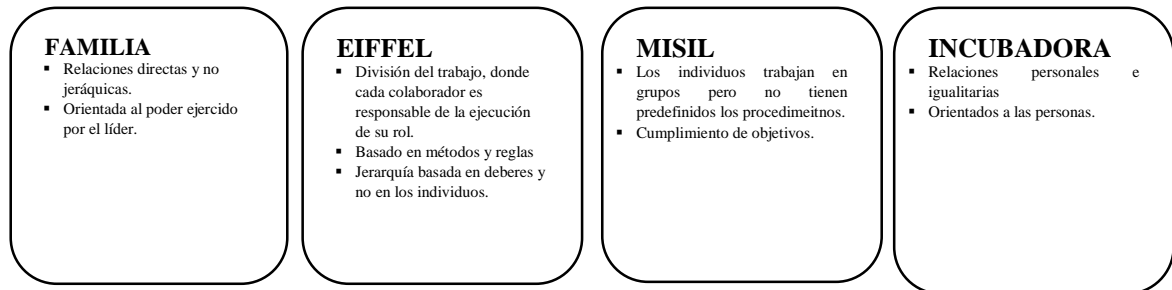 FAMILIA
▪ Relaciones directas y no
jeráquicas.
▪ Orientada al poder ejercido
por el líder.
EIFFEL
▪ División del trabajo, donde
cada colaborador es
responsable de la ejecución
de su rol.
▪ Basado en métodos y reglas
▪ Jerarquía basada en deberes y
no en los individuos.
MISIL
▪ Los individuos trabajan en
grupos pero no tienen
predefinidos los procedimeitnos.
▪ Cumplimiento de objetivos.
INCUBADORA
▪ Relaciones personales e
igualitarias
▪ Orientados a las personas.